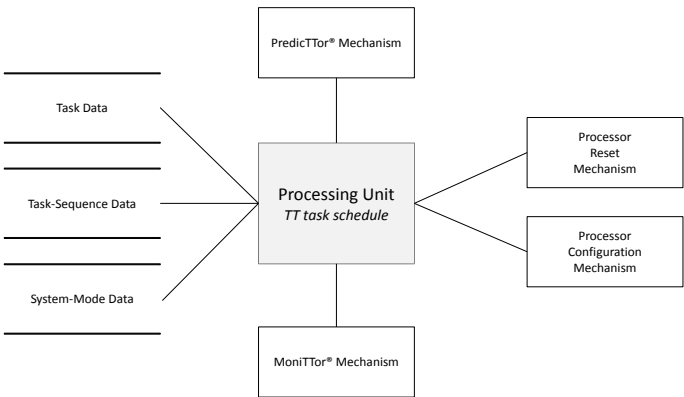 PredicTTor® Mechanism
Task Data
Task-Sequence Data
System-Mode Data
Processing Unit
TT task schedule
Processor
Reset
Mechanism
Processor
Configuration
Mechanism
MoniTTor® Mechanism